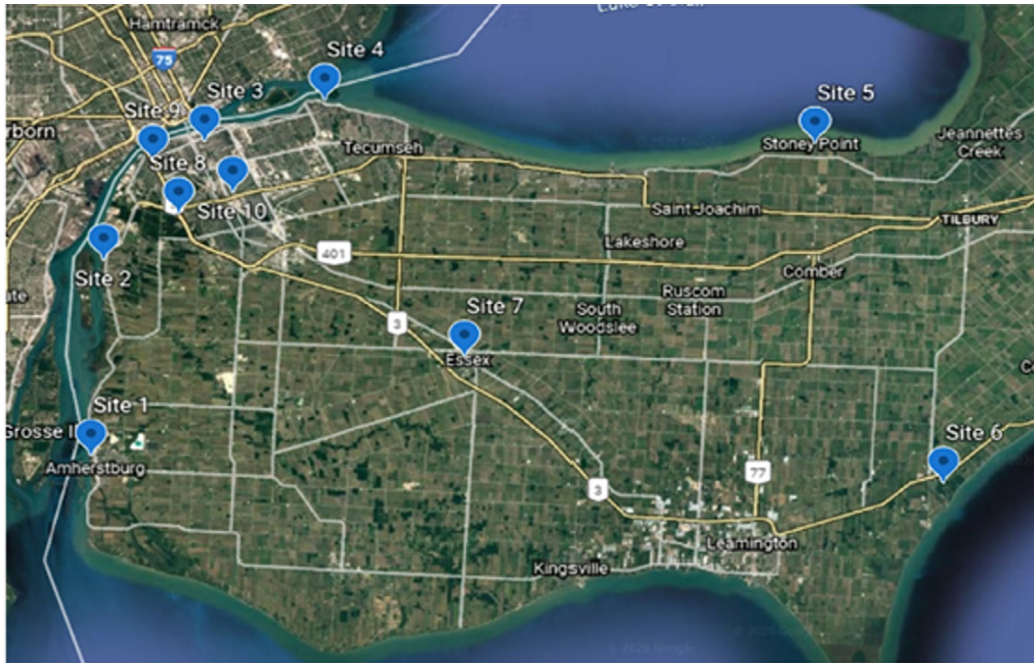 Hamtramck
75
Site 4
Site 3
Site 9
rborn
Site 5
Stoney Point
Jeannettes
Creek
Tecumseh
Site 8
Site 10
Saint Joachim
TILBURY
Lakeshore
401
Comber
Site 2
ate
Ruscom
Station
South
Woodslee
3
Site 7
Essex
Site 1
Grosse I
Amherstburg
Site 6
77
3
Leamington
Kingsville